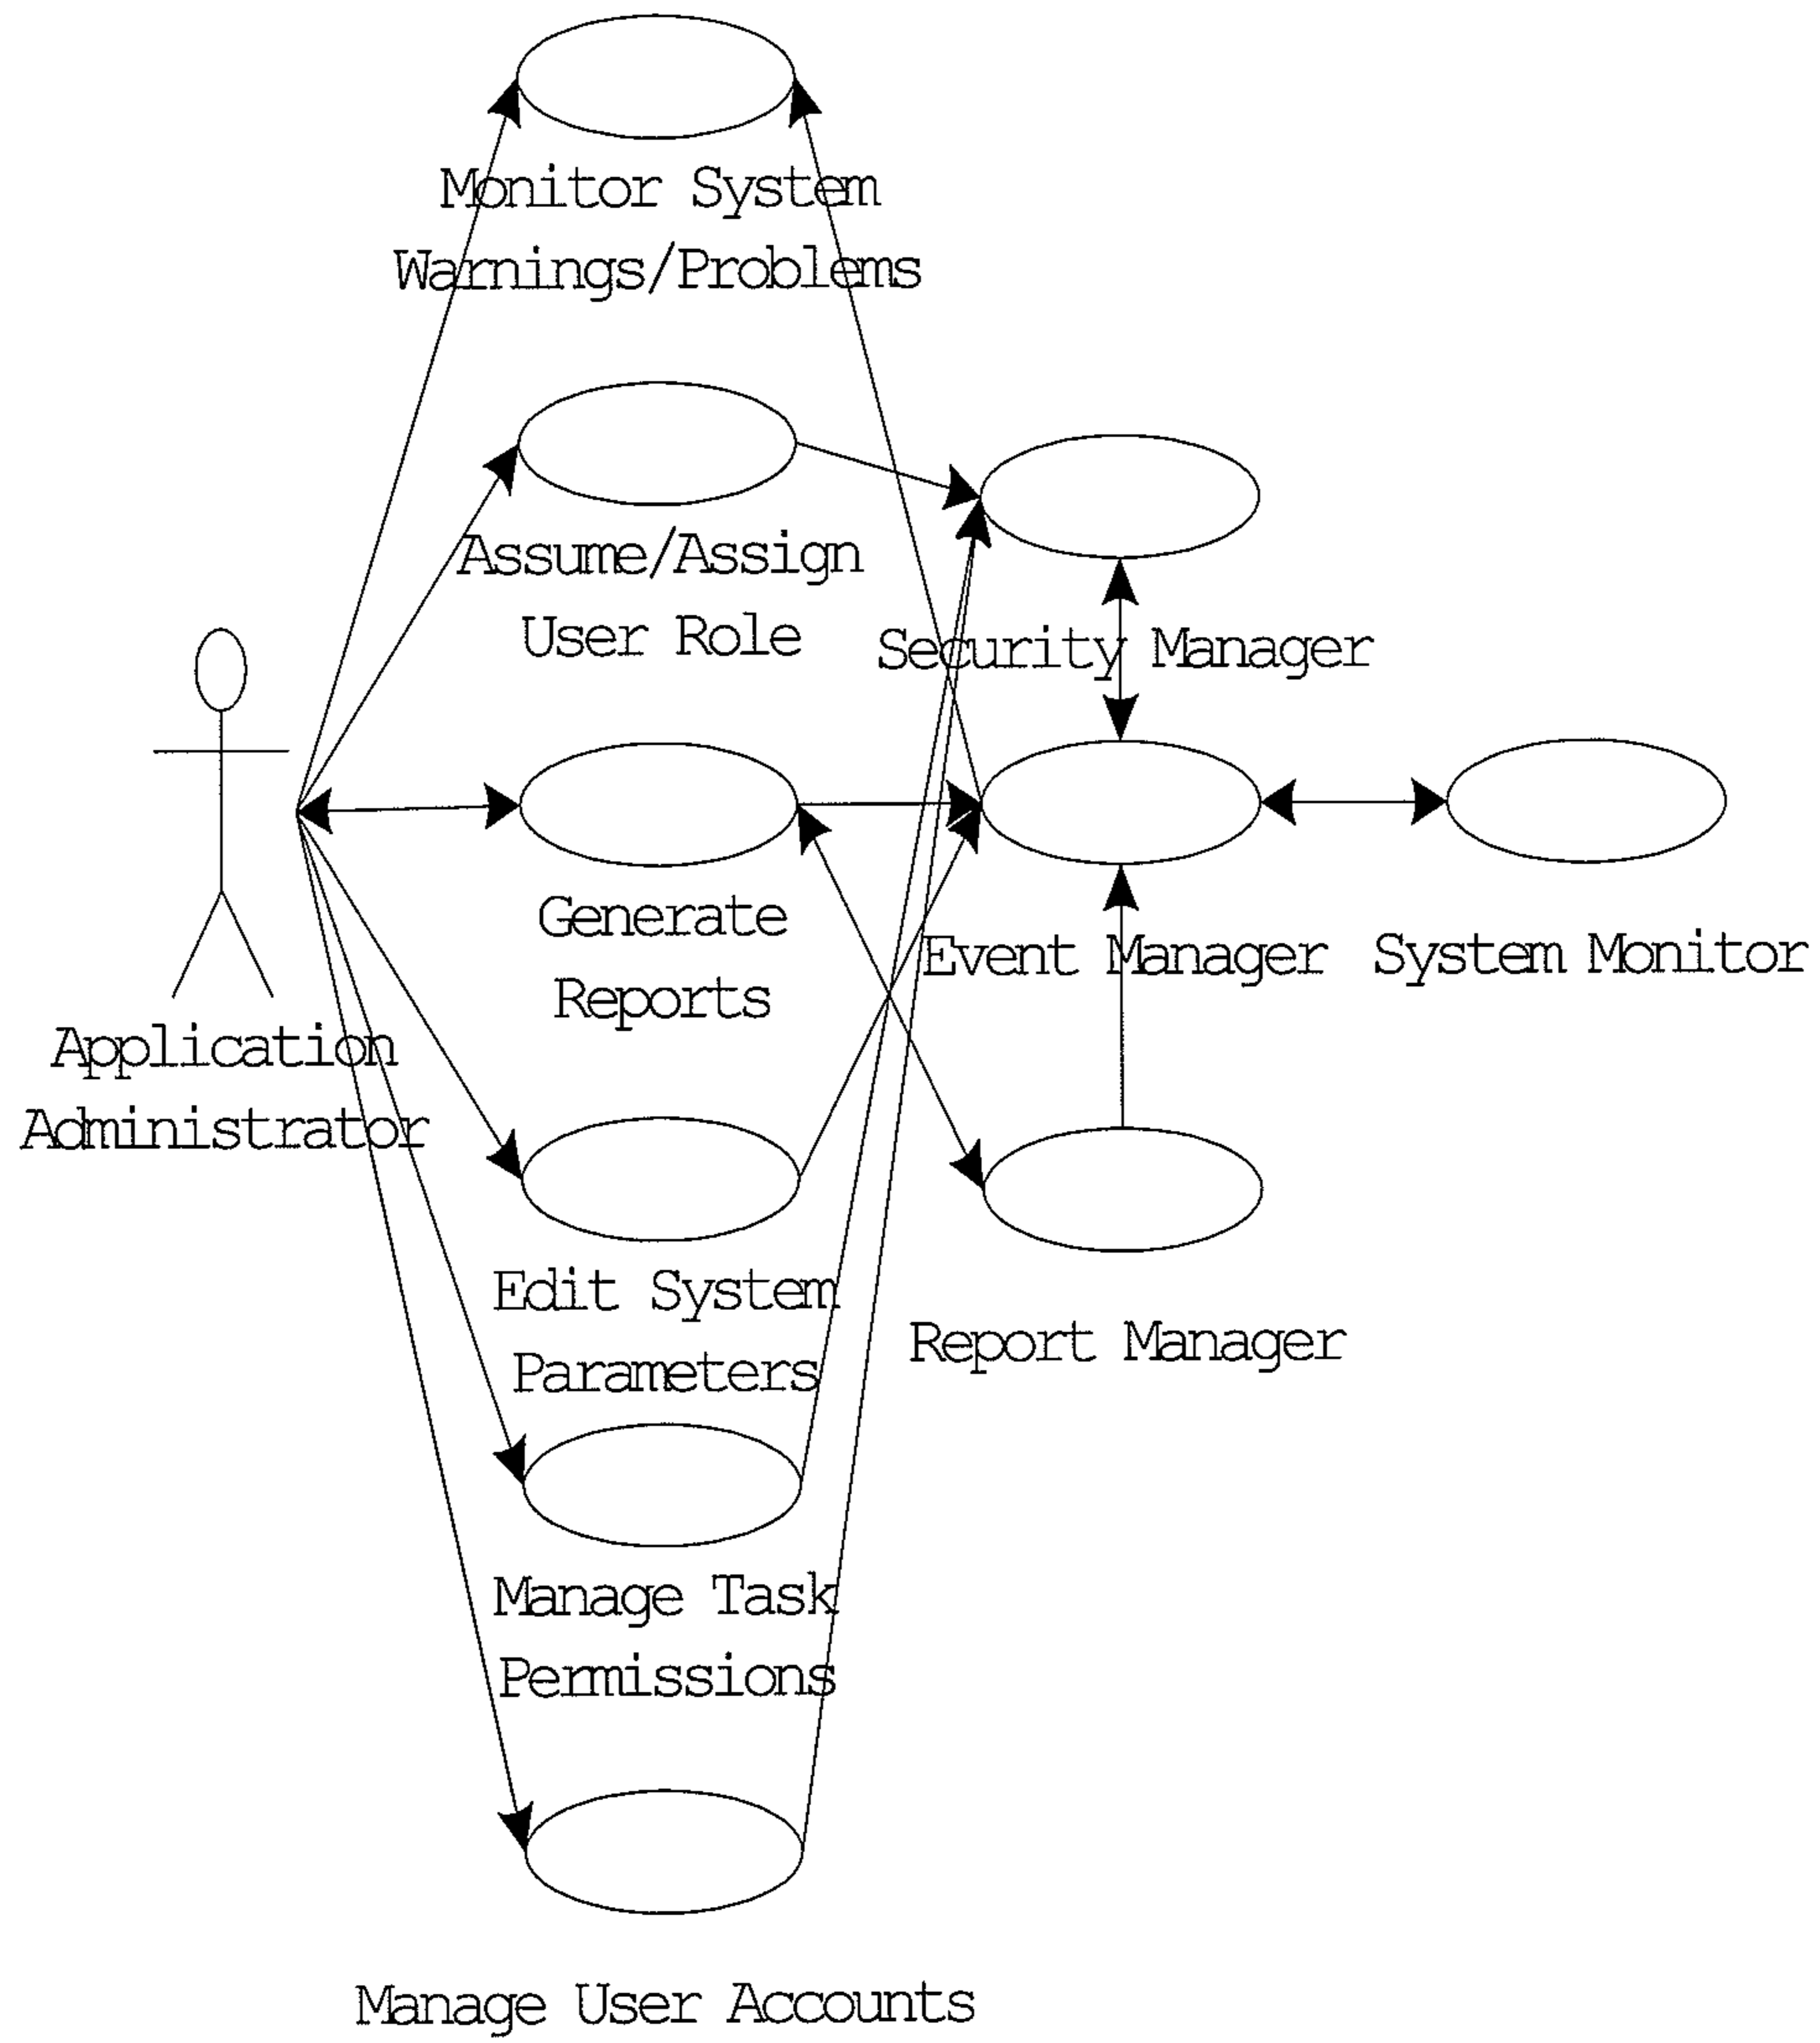 Monitor System
Warnings/Problems
Assume/Assign
User Role
Security Manager
Generate
Reports
Event Manager
System Monitor
Application
Administrator
Edit System
Parameters
Report Manager
Manage Task
Permissions
Manage User Accounts